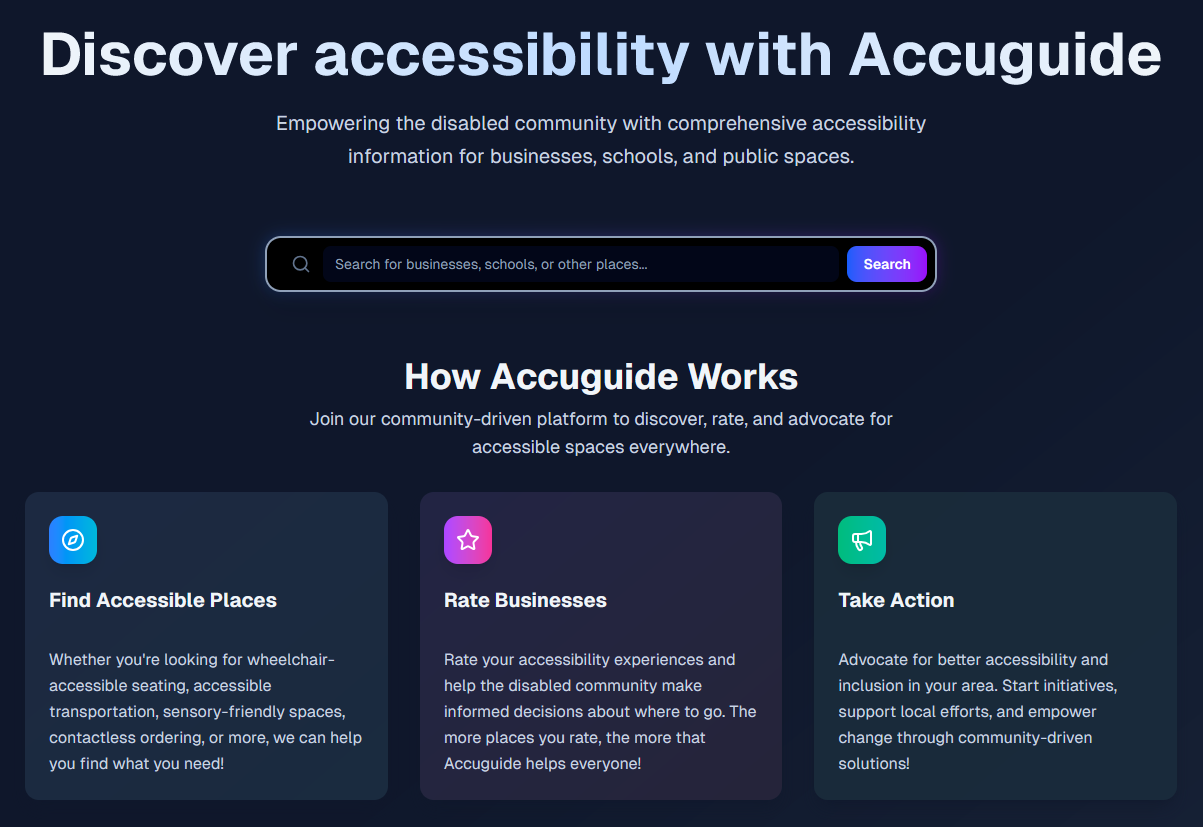 Discover accessibility with Accuguide
Empowering the disabled community with comprehensive accessibility
information for businesses, schools, and public spaces.
Search for businesses, schools, or other places...
Search
How Accuguide Works
Join our community-driven platform to discover, rate, and advocate for
accessible spaces everywhere.
Find Accessible Places
Whether you're looking for wheelchair-
accessible seating, accessible
transportation, sensory-friendly spaces,
contactless ordering, or more, we can help
you find what you need!
Rate Businesses
Rate your accessibility experiences and
help the disabled community make
informed decisions about where to go. The
more places you rate, the more that
Accuguide helps everyone!
Take Action
Advocate for better accessibility and
inclusion in your area. Start initiatives,
support local efforts, and empower
change through community-driven
solutions!